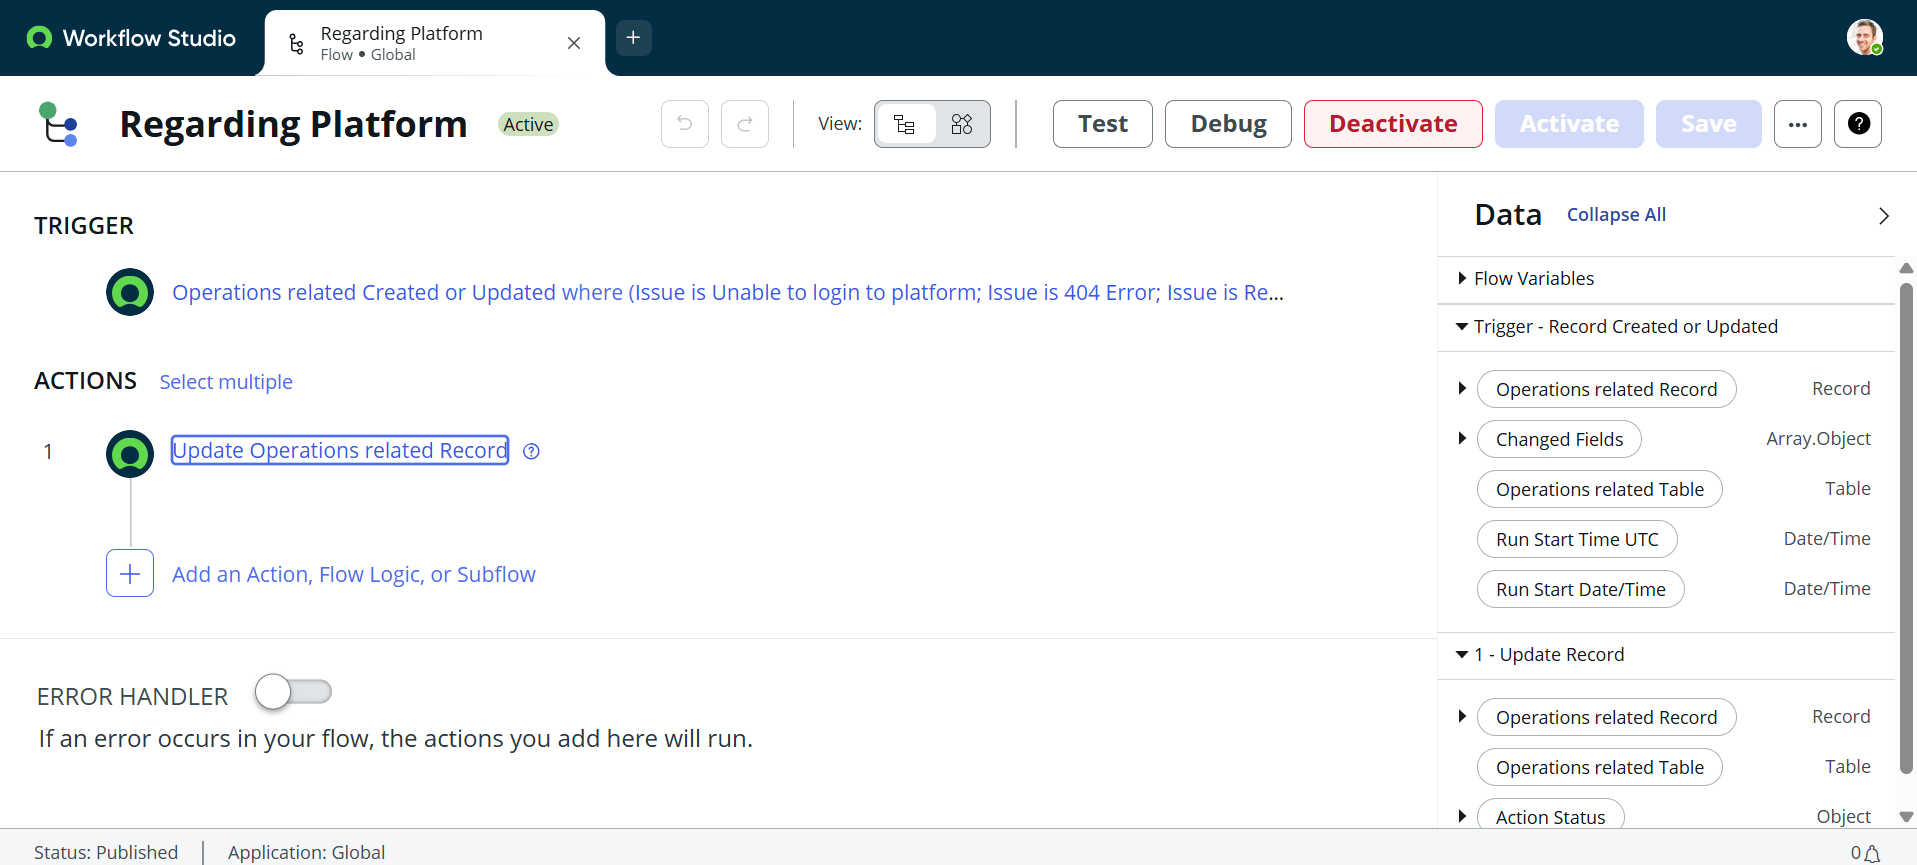 Workflow Studio
Regarding Platform
Flow • Global
Regarding Platform
Active
View:
Test
Debug
Deactivate
Activate
Save
TRIGGER
Operations related Created or Updated where (Issue is Unable to login to platform; Issue is 404 Error; Issue is Re...
ACTIONS
Select multiple
1
Update Operations related Record
Add an Action, Flow Logic, or Subflow
ERROR HANDLER
If an error occurs in your flow, the actions you add here will run.
Data
Collapse All
Flow Variables
Trigger - Record Created or Updated
Operations related Record
Record
Changed Fields
Array.Object
Operations related Table
Table
Run Start Time UTC
Date/Time
Run Start Date/Time
Date/Time
1 - Update Record
Operations related Record
Record
Operations related Table
Table
Action Status
Object
Status: Published
Application: Global
0